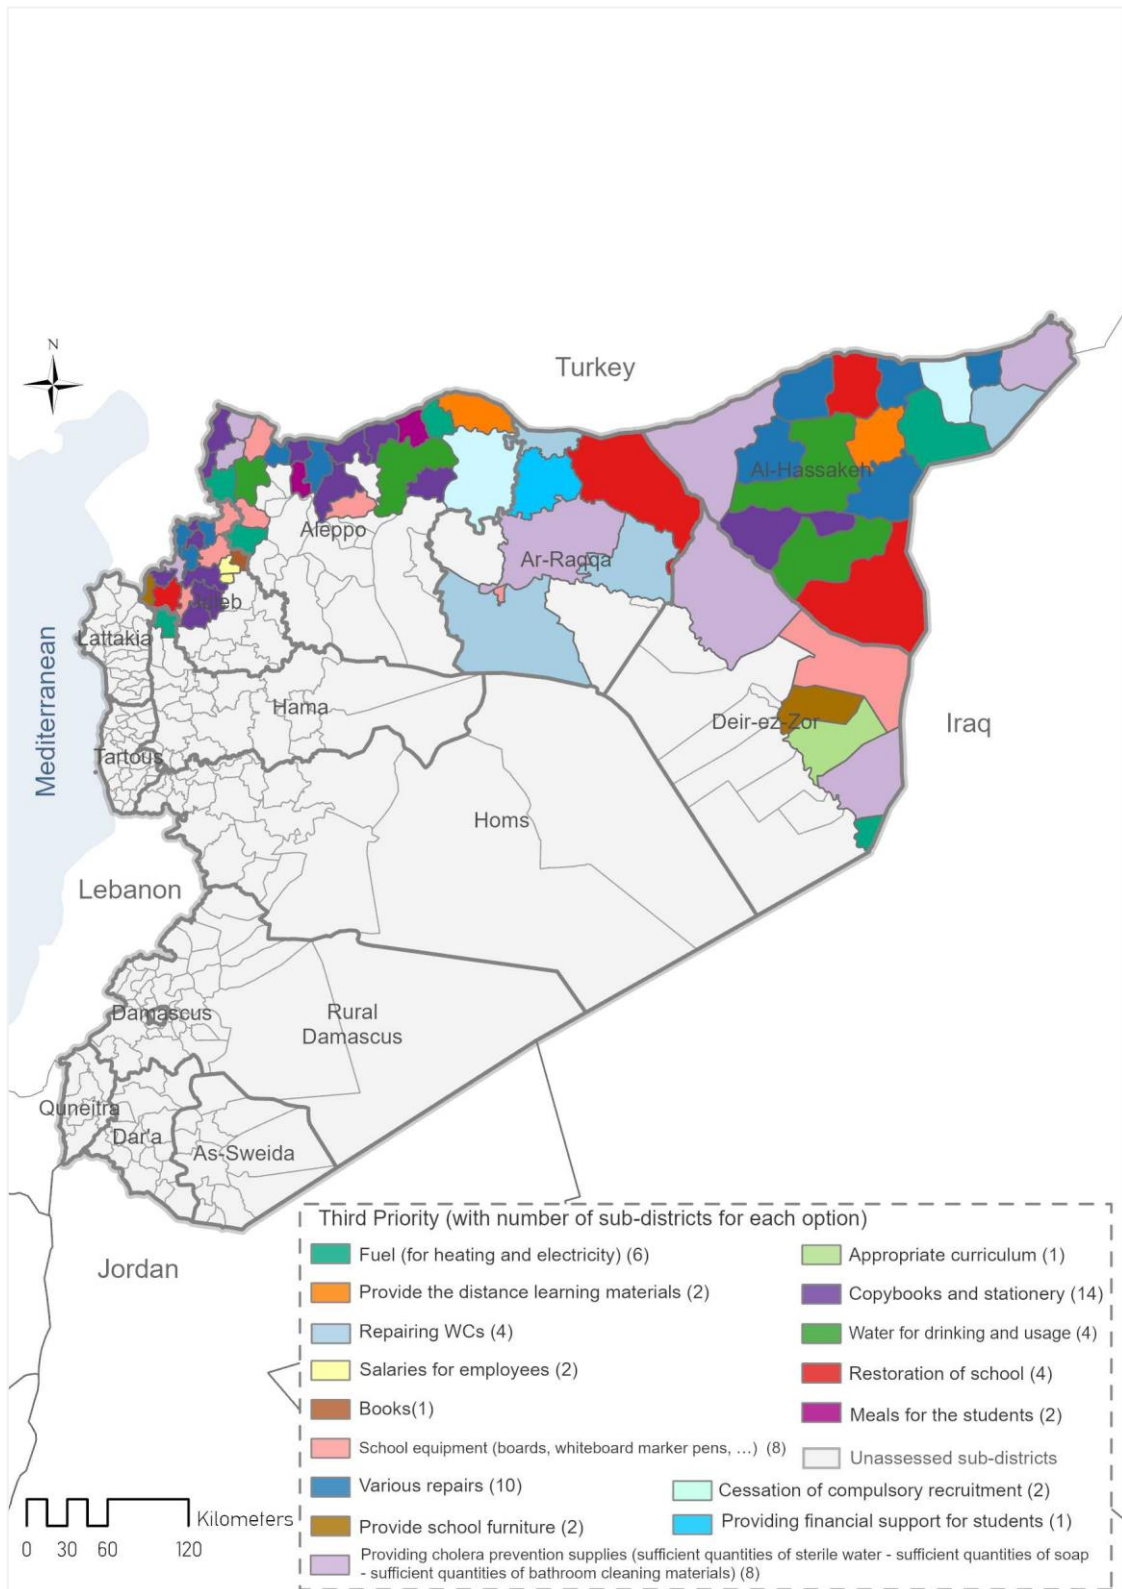 N
Turkey
Al-Hassakeh
Aleppo
Ar-Raqqa
Idleb
Lattakia
Mediterranean
Hama
Deir-ez-Zor
Iraq
Tartous
Homs
Lebanon
Damascus
Rural
Damascus
Quneitra
Dar'a
As-Sweida
Jordan
Third Priority (with number of sub-districts for each option)
Fuel (for heating and electricity) (6)
Provide the distance learning materials (2)
Repairing WCs (4)
Salaries for employees (2)
Books(1)
School equipment (boards, whiteboard marker pens, ...) (8)
Various repairs (10)
Provide school furniture (2)
Providing cholera prevention supplies (sufficient quantities of sterile water - sufficient quantities of soap
- sufficient quantities of bathroom cleaning materials) (8)
Appropriate curriculum (1)
Copybooks and stationery (14)
Water for drinking and usage (4)
Restoration of school (4)
Meals for the students (2)
Unassessed sub-districts
Cessation of compulsory recruitment (2)
Providing financial support for students (1)
Kilometers
0 30 60 120